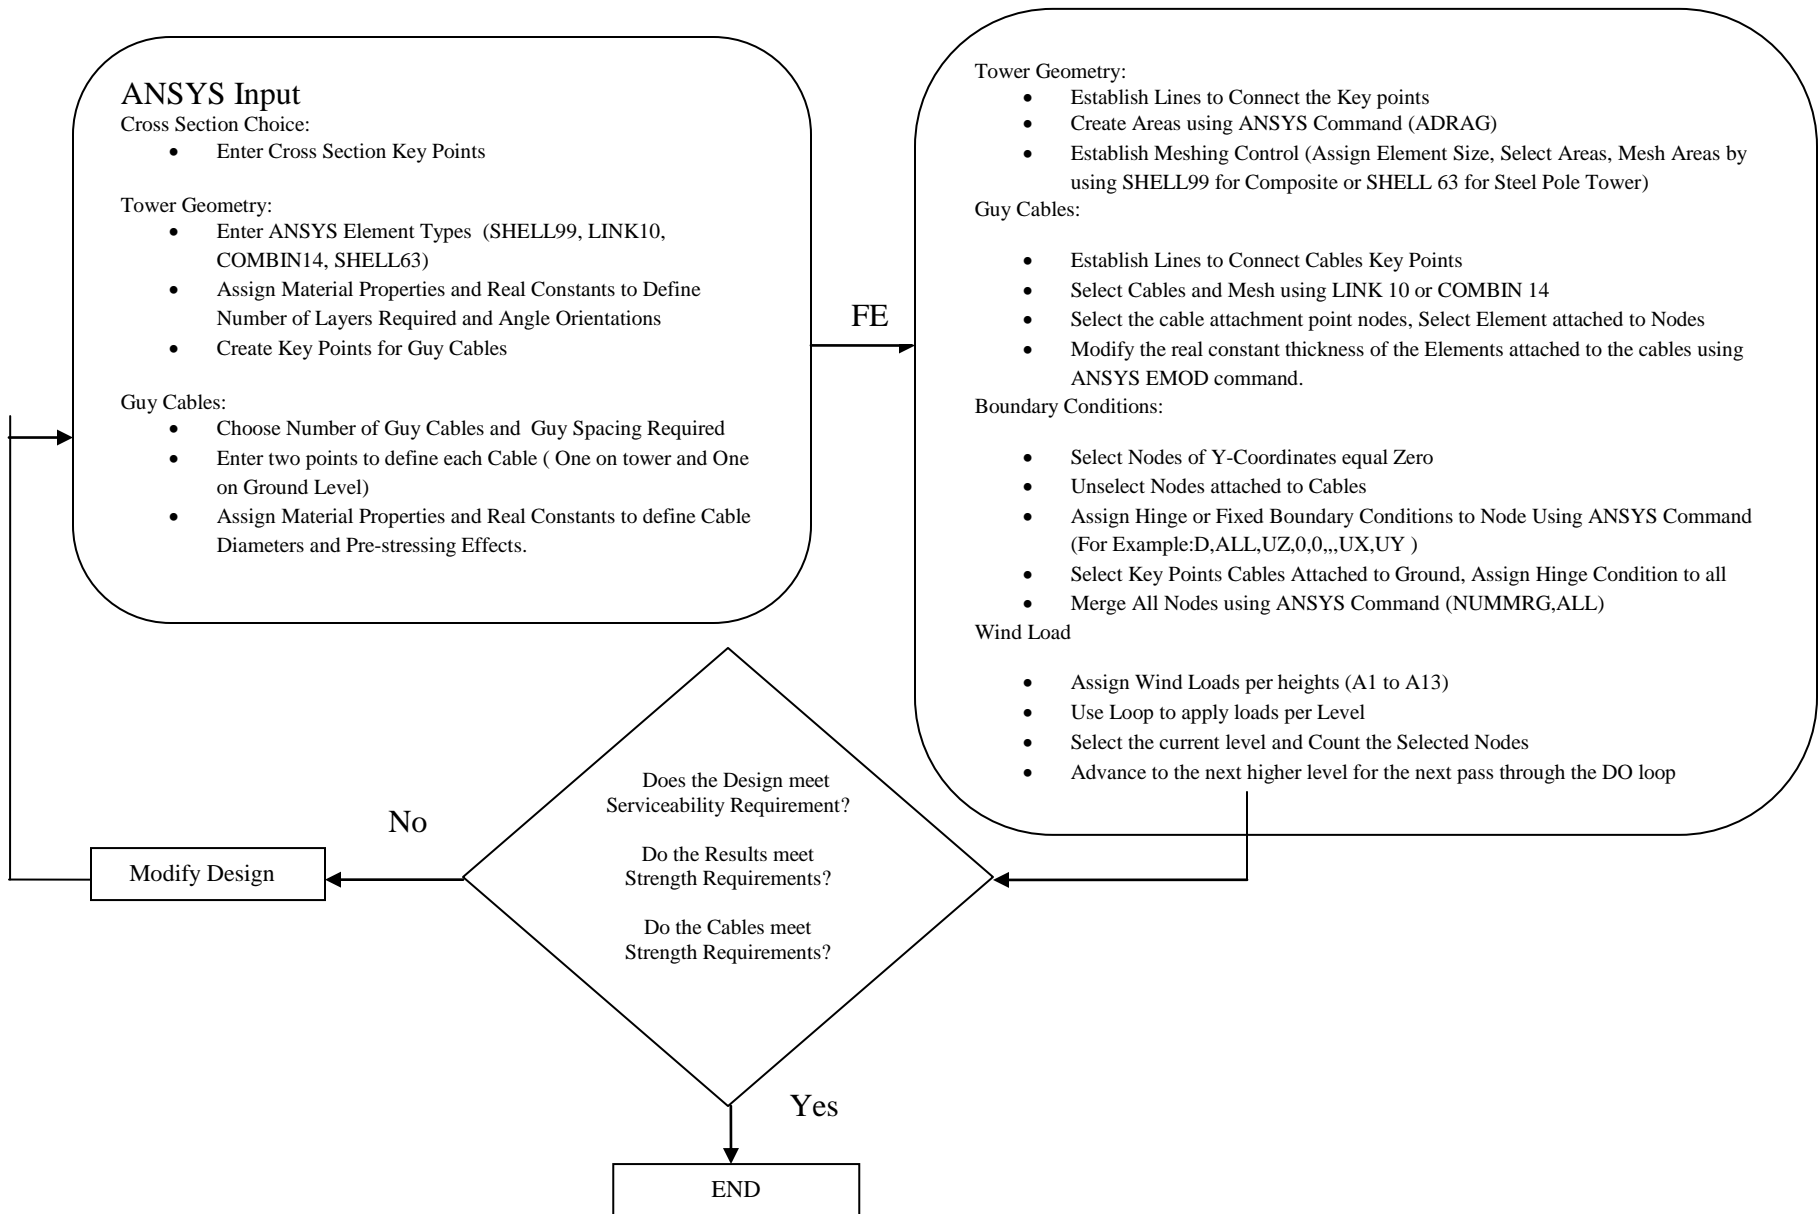 ANSYS Input
Cross Section Choice:
• Enter Cross Section Key Points
Tower Geometry:
• Enter ANSYS Element Types (SHELL99, LINK10,
COMBIN14, SHELL63)
• Assign Material Properties and Real Constants to Define
Number of Layers Required and Angle Orientations
• Create Key Points for Guy Cables
Guy Cables:
• Choose Number of Guy Cables and Guy Spacing Required
• Enter two points to define each Cable ( One on tower and One
on Ground Level)
• Assign Material Properties and Real Constants to define Cable
Diameters and Pre-stressing Effects.
FE
Tower Geometry:
• Establish Lines to Connect the Key points
• Create Areas using ANSYS Command (ADRAG)
• Establish Meshing Control (Assign Element Size, Select Areas, Mesh Areas by
using SHELL99 for Composite or SHELL 63 for Steel Pole Tower)
Guy Cables:
• Establish Lines to Connect Cables Key Points
• Select Cables and Mesh using LINK 10 or COMBIN 14
• Select the cable attachment point nodes, Select Element attached to Nodes
• Modify the real constant thickness of the Elements attached to the cables using
ANSYS EMOD command.
Boundary Conditions:
• Select Nodes of Y-Coordinates equal Zero
• Unselect Nodes attached to Cables
• Assign Hinge or Fixed Boundary Conditions to Node Using ANSYS Command
(For Example:D,ALL,UZ,0,0,,,UX,UY )
• Select Key Points Cables Attached to Ground, Assign Hinge Condition to all
• Merge All Nodes using ANSYS Command (NUMMRG,ALL)
Wind Load
• Assign Wind Loads per heights (A1 to A13)
• Use Loop to apply loads per Level
• Select the current level and Count the Selected Nodes
• Advance to the next higher level for the next pass through the DO loop
Does the Design meet
Serviceability Requirement?
Do the Results meet
Strength Requirements?
Do the Cables meet
Strength Requirements?
No
Modify Design
Yes
END